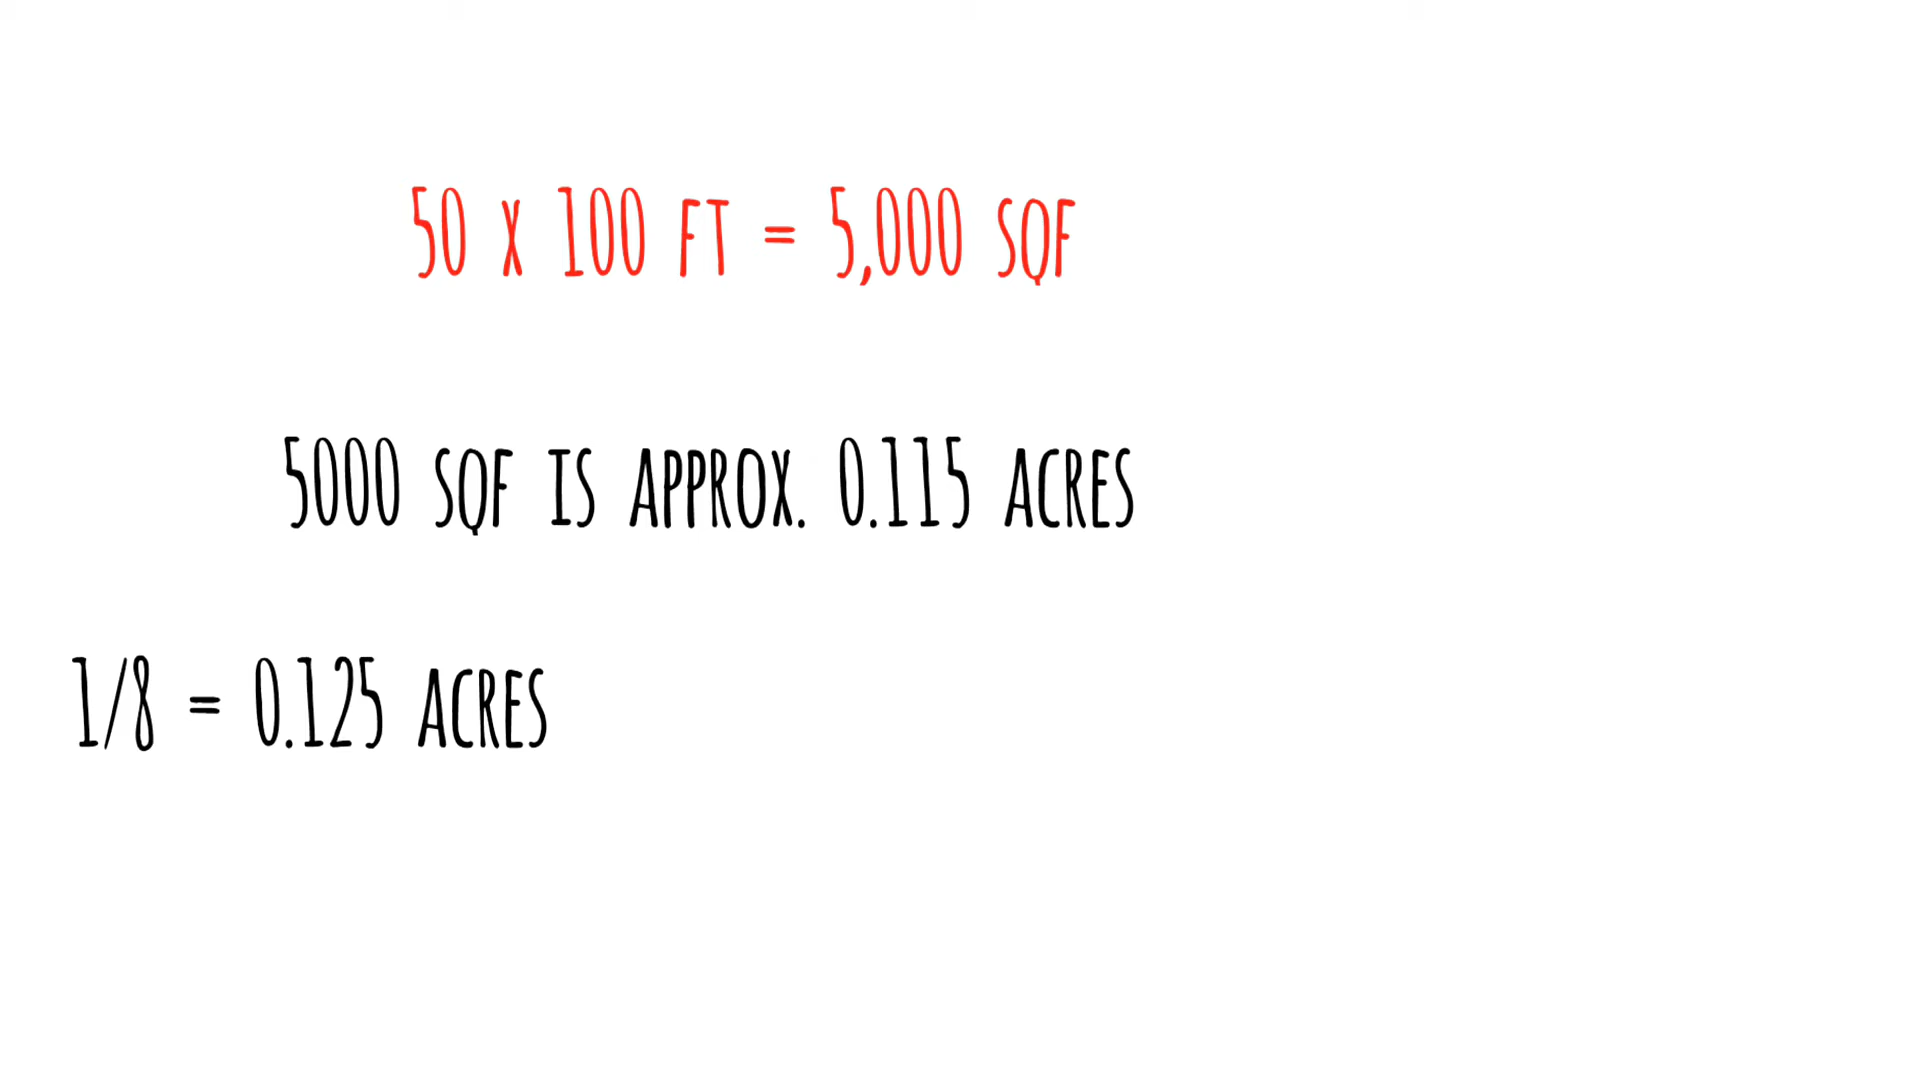 50 X 100 FT = 5,000 SQF
5000 SQF IS APPROX. 0.115 ACRES
1/8 = 0.125 ACRES